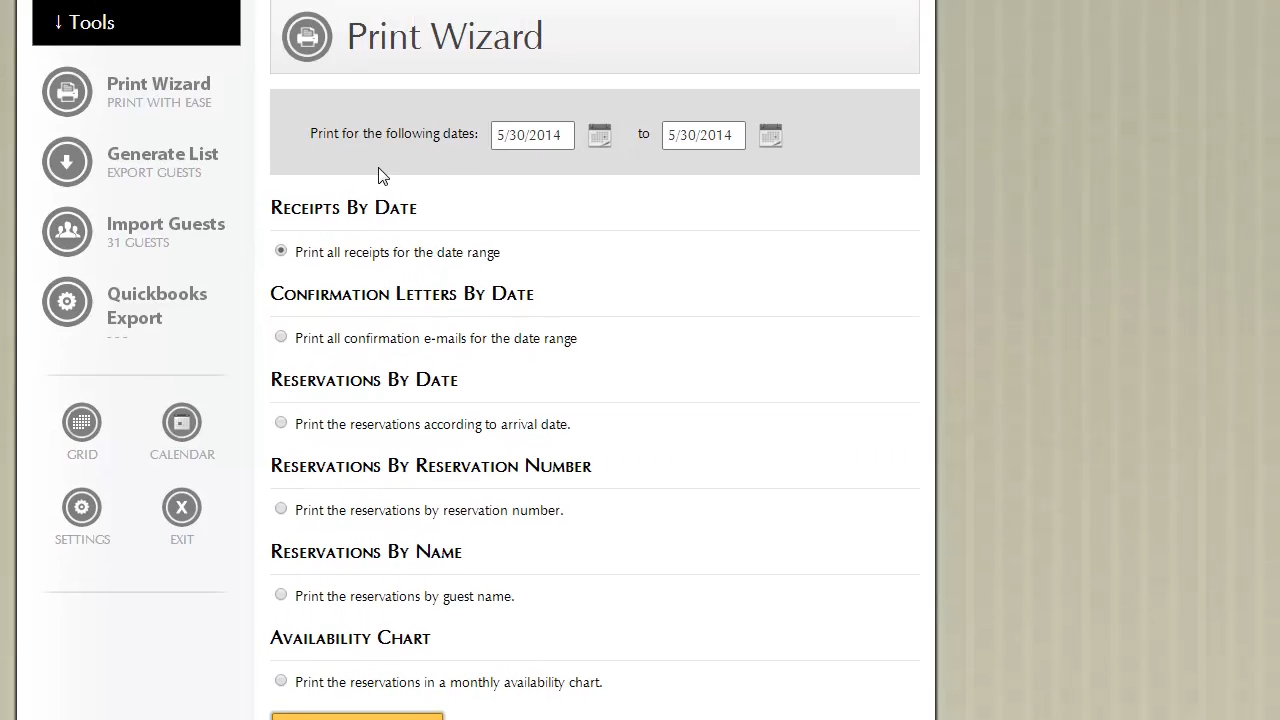 ↓ Tools
Print Wizard
PRINT WITH EASE
Generate List
EXPORT GUESTS
Import Guests
31 GUESTS
Quickbooks
Export
---
GRID
CALENDAR
SETTINGS
X
EXIT
Print Wizard
Print for the following dates: 5/30/2014 to 5/30/2014
Receipts By Date
Print all receipts for the date range
Confirmation Letters By Date
Print all confirmation e-mails for the date range
Reservations By Date
Print the reservations according to arrival date.
Reservations By Reservation Number
Print the reservations by reservation number.
Reservations By Name
Print the reservations by guest name.
Availability Chart
Print the reservations in a monthly availability chart.